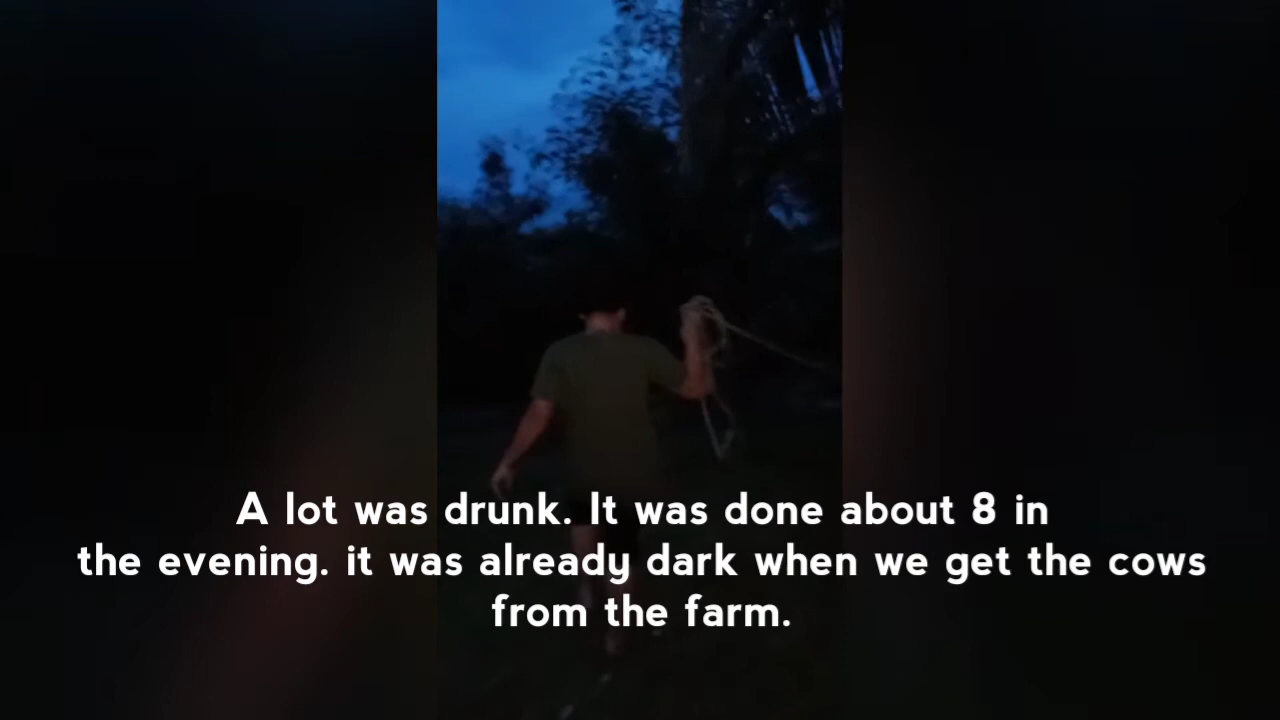 A lot was drunk. It was done about 8 in
the evening. it was already dark when we get the cows
from the farm.